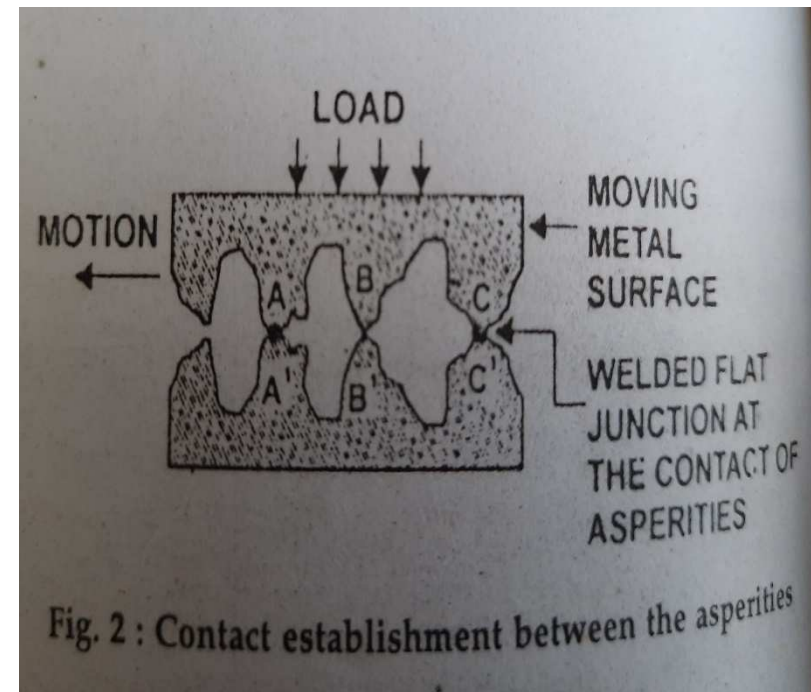 LOAD
MOTION
MOVING
METAL
SURFACE
A
B
C
A'
B'
C'
WELDED FLAT
JUNCTION AT
THE CONTACT OF
ASPERITIES
Fig. 2 : Contact establishment between the asperities